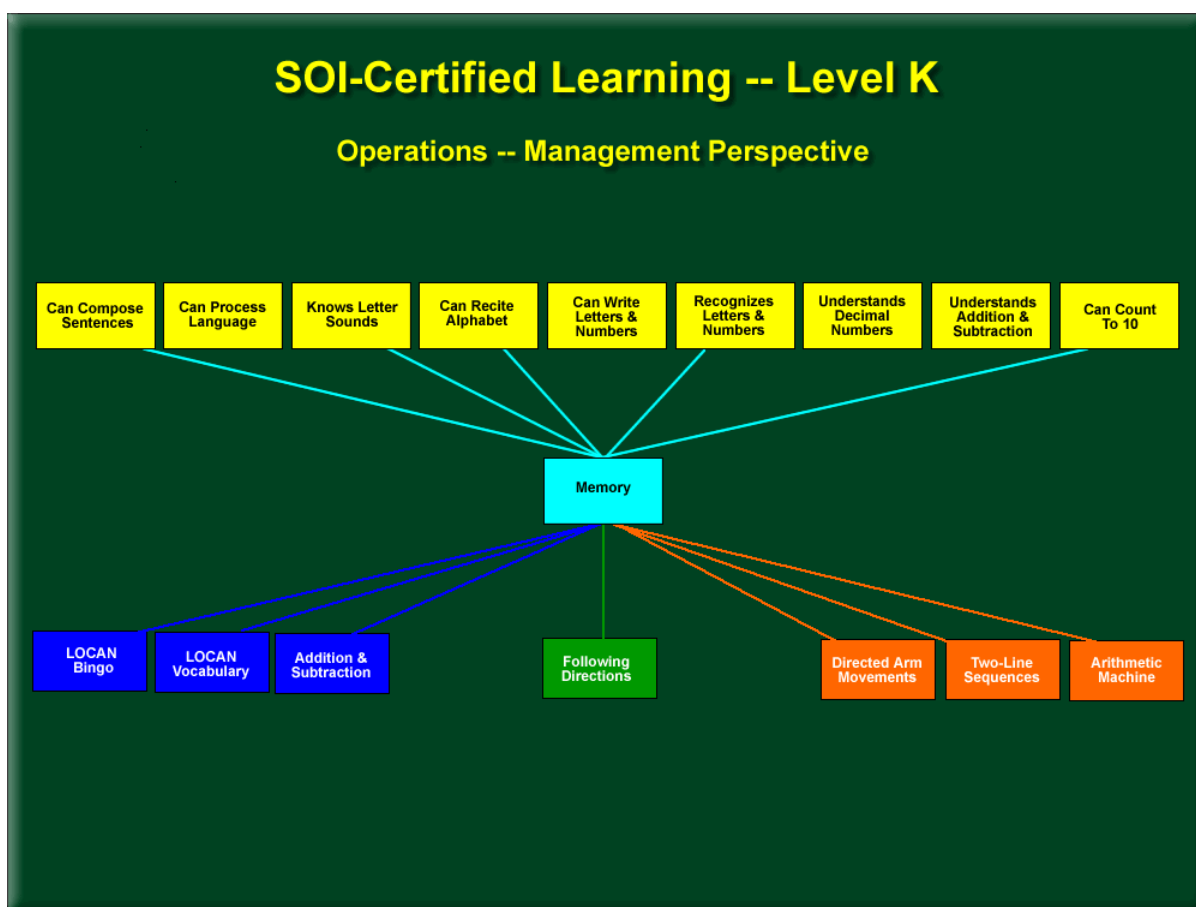 SOI-Certified Learning -- Level K
Operations -- Management Perspective
Can Compose
Sentences
Can Process
Language
Knows Letter
Sounds
Can Recite
Alphabet
Can Write
Letters &
Numbers
Recognizes
Letters &
Numbers
Understands
Decimal
Numbers
Understands
Addition &
Subtraction
Can Count
To 10
Memory
LOCAN
Bingo
LOCAN
Vocabulary
Addition &
Subtraction
Following
Directions
Directed Arm
Movements
Two-Line
Sequences
Arithmetic
Machine